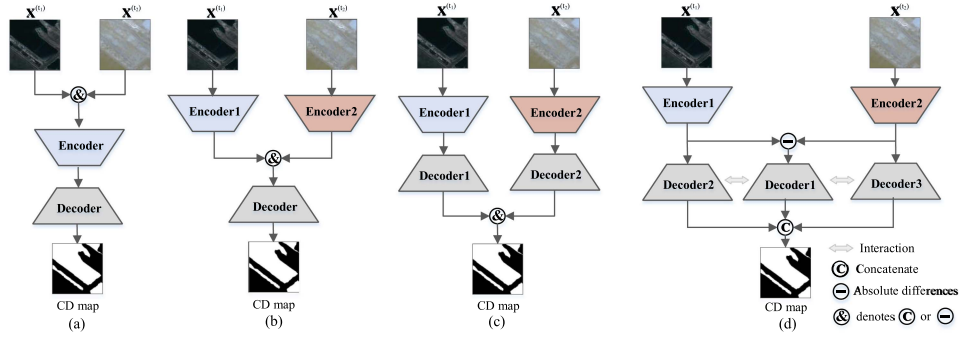 X(t₁) X(t₂)
&
Encoder
Decoder
CD map
(a)
X(t₁) X(t₂)
Encoder1 Encoder2
&
Decoder
CD map
(b)
X(t₁) X(t₂)
Encoder1 Encoder2
Decoder1 Decoder2
&
CD map
(c)
X(t₁) X(t₂)
Encoder1 Encoder2
Decoder2 Decoder1 Decoder3
C
CD map
(d)
Interaction
C Concatenate
Absolute differences
& denotes C or